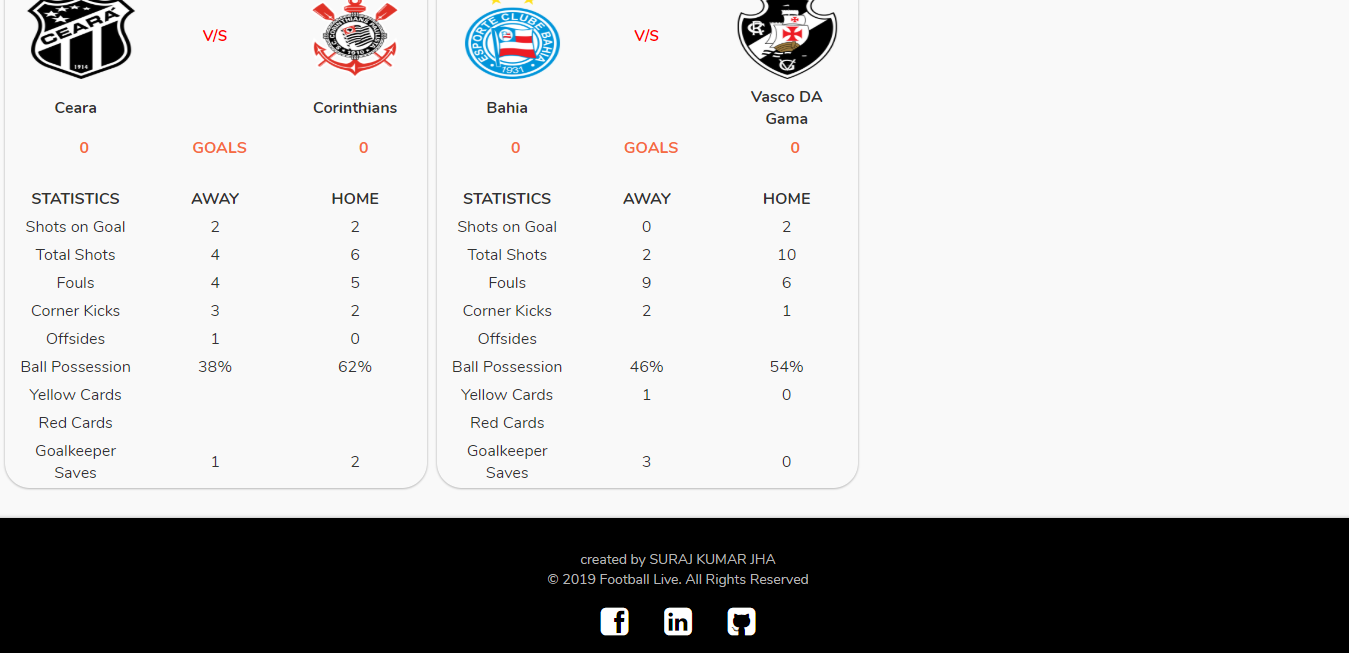 CEARÁ
1914
V/S
Ceara
Corinthians
0 GOALS 0
STATISTICS AWAY HOME
Shots on Goal 2 2
Total Shots 4 6
Fouls 4 5
Corner Kicks 3 2
Offsides 1 0
Ball Possession 38% 62%
Yellow Cards
Red Cards
Goalkeeper
Saves 1 2
ESPORTE CLUBE
BAHIA
1931
V/S
Bahia
Vasco DA
Gama
0 GOALS 0
STATISTICS AWAY HOME
Shots on Goal 0 2
Total Shots 2 10
Fouls 9 6
Corner Kicks 2 1
Offsides
Ball Possession 46% 54%
Yellow Cards 1 0
Red Cards
Goalkeeper
Saves 3 0
created by SURAJ KUMAR JHA
© 2019 Football Live. All Rights Reserved